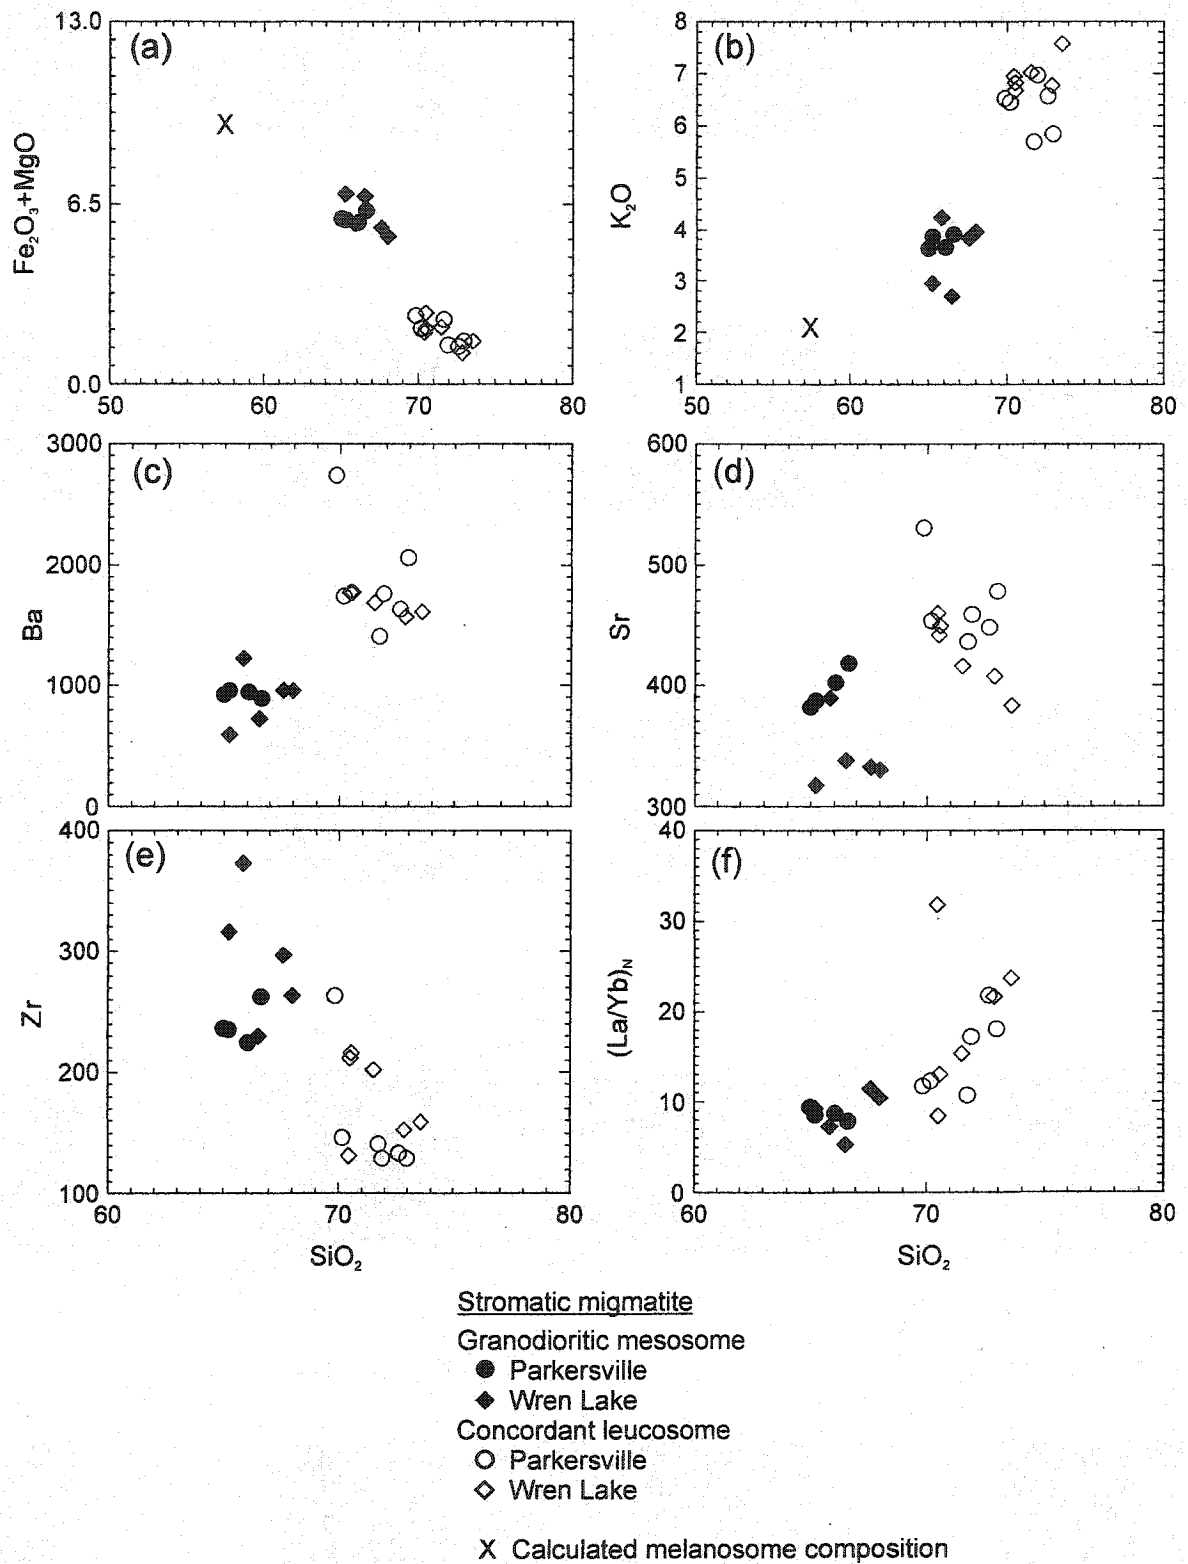 (a)
13.0
6.5
0.0
Fe₂O₃+MgO
50 60 70 80
(b)
8
7
6
5
4
3
2
1
K₂O
50 60 70 80
(c)
3000
2000
1000
0
Ba
(d)
600
500
400
300
Sr
(e)
400
300
200
100
Zr
60 70 80
SiO₂
(f)
40
30
20
10
0
(La/Yb)N
60 70 80
SiO₂
X
X
Stromatic migmatite
Granodioritic mesosome
Parkersville
Wren Lake
Concordant leucosome
Parkersville
Wren Lake
X Calculated melanosome composition